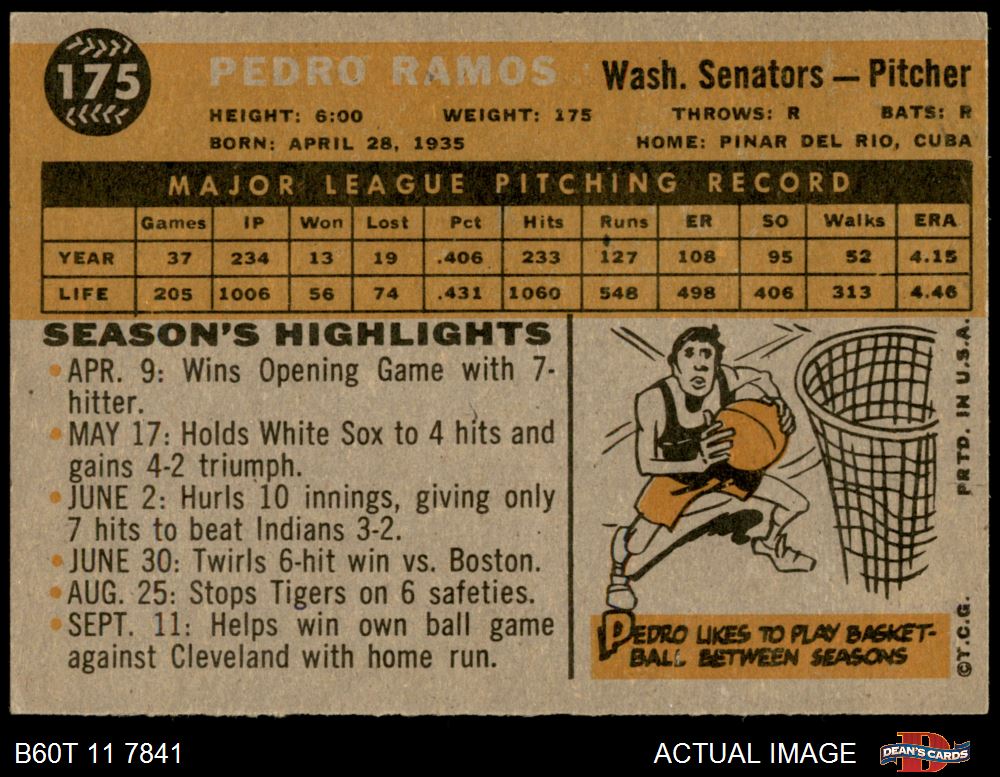 175
PEDRO RAMOS
Wash. Senators — Pitcher
HEIGHT: 6:00 WEIGHT: 175 THROWS: R BATS: R
BORN: APRIL 28, 1935 HOME: PINAR DEL RIO, CUBA
MAJOR LEAGUE PITCHING RECORD
Games IP Won Lost Pct Hits Runs ER SO Walks ERA
YEAR 37 234 13 19 .406 233 127 108 95 52 4.15
LIFE 205 1006 56 74 .431 1060 548 498 406 313 4.46
SEASON'S HIGHLIGHTS
• APR. 9: Wins Opening Game with 7-
hitter.
• MAY 17: Holds White Sox to 4 hits and
gains 4-2 triumph.
• JUNE 2: Hurls 10 innings, giving only
7 hits to beat Indians 3-2.
• JUNE 30: Twirls 6-hit win vs. Boston.
• AUG. 25: Stops Tigers on 6 safeties.
• SEPT. 11: Helps win own ball game
against Cleveland with home run.
PEDRO LIKES TO PLAY BASKET-
BALL BETWEEN SEASONS
©T.C.G. PRTD. IN U.S.A.
B60T 11 7841
ACTUAL IMAGE
D
DEAN'S CARDS